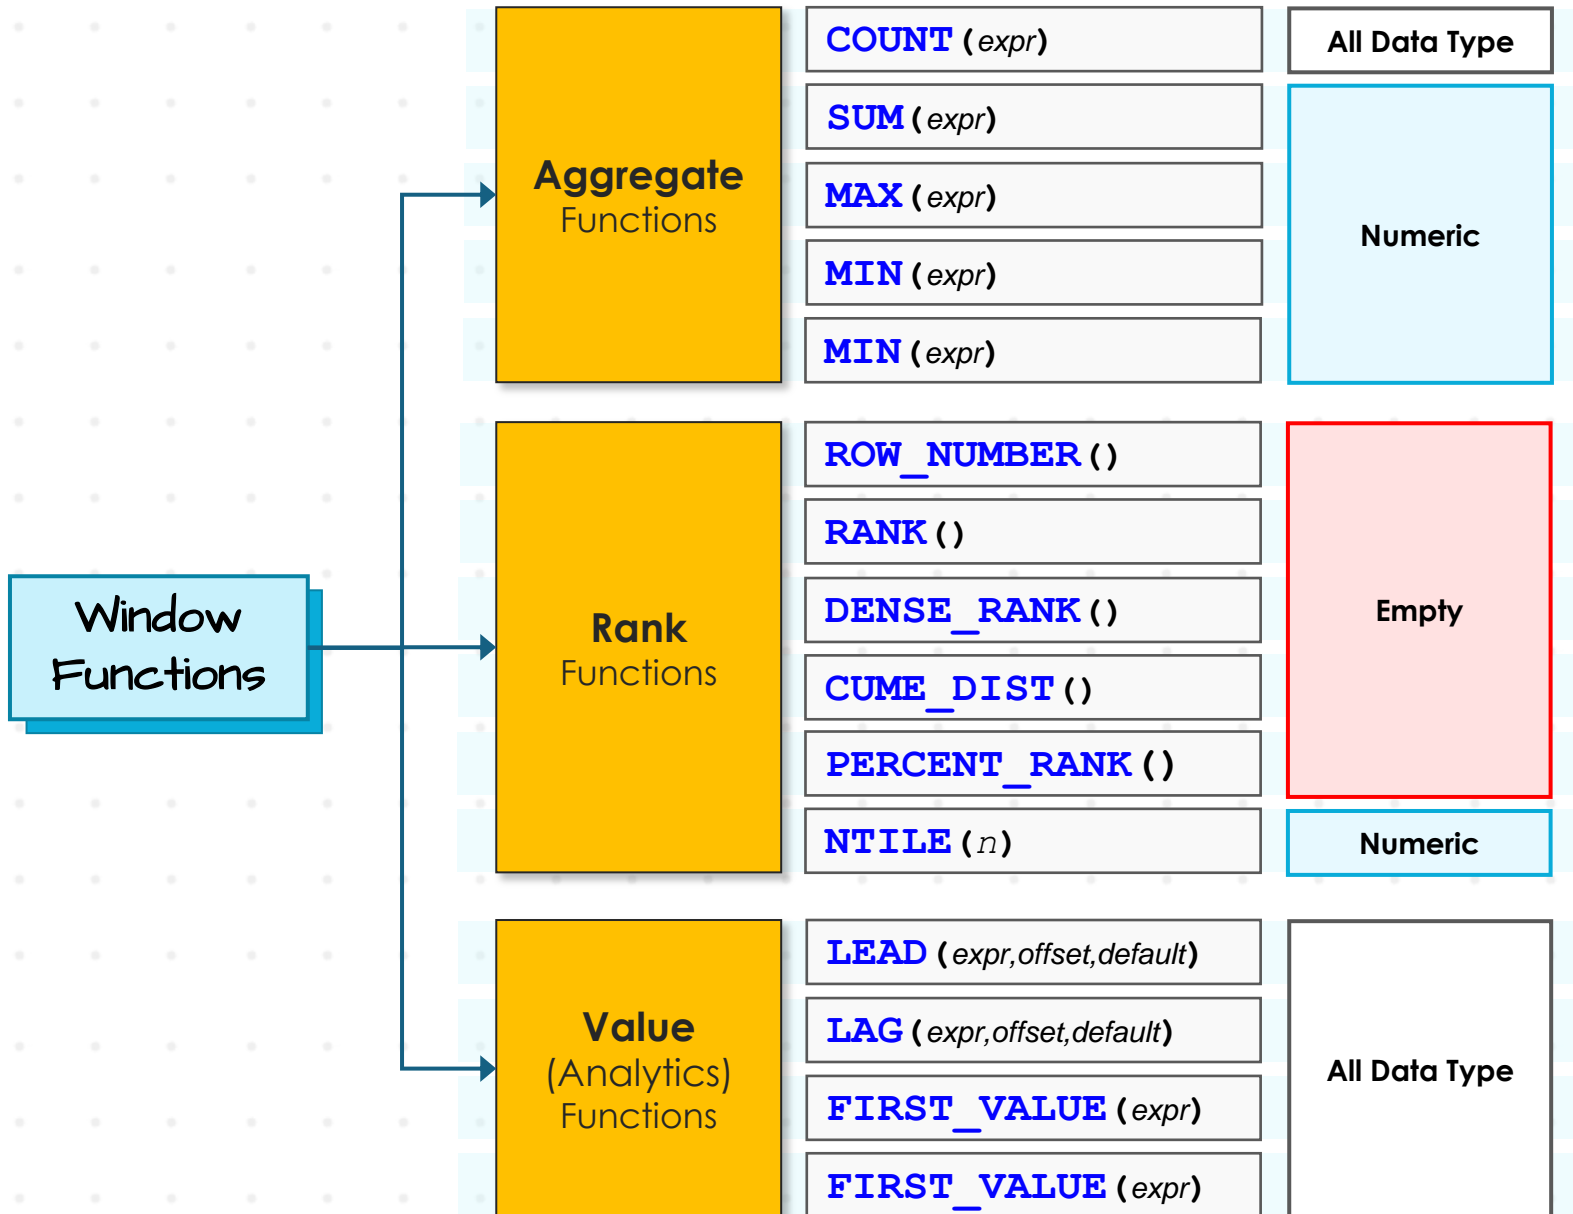 Window
Functions
Aggregate
Functions
COUNT(expr)
All Data Type
SUM(expr)
MAX(expr)
MIN(expr)
MIN(expr)
Numeric
Rank
Functions
ROW_NUMBER()
RANK()
DENSE_RANK()
CUME_DIST()
PERCENT_RANK()
Empty
NTILE(n)
Numeric
Value
(Analytics)
Functions
LEAD(expr,offset,default)
LAG(expr,offset,default)
FIRST_VALUE(expr)
FIRST_VALUE(expr)
All Data Type